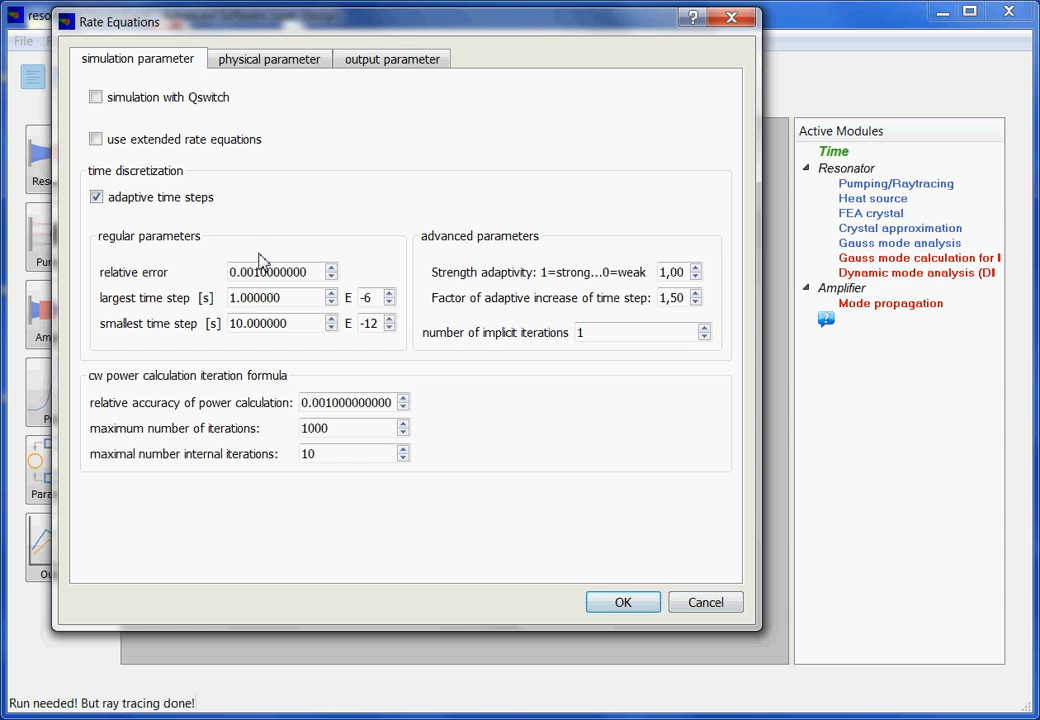 reso
Rate Equations
File
simulation parameter
physical parameter
output parameter
simulation with Qswitch
use extended rate equations
time discretization
adaptive time steps
regular parameters
relative error 0.0010000000
largest time step [s] 1.000000 E -6
smallest time step [s] 10.000000 E -12
advanced parameters
Strength adaptivity: 1=strong...0=weak 1,00
Factor of adaptive increase of time step: 1,50
number of implicit iterations 1
cw power calculation iteration formula
relative accuracy of power calculation: 0.001000000000
maximum number of iterations: 1000
maximal number internal iterations: 10
OK
Cancel
Reso
Pur
Am
P
Para
Ou
Active Modules
Time
Resonator
Pumping/Raytracing
Heat source
FEA crystal
Crystal approximation
Gauss mode analysis
Gauss mode calculation for l
Dynamic mode analysis (DI
Amplifier
Mode propagation
Run needed! But ray tracing done!